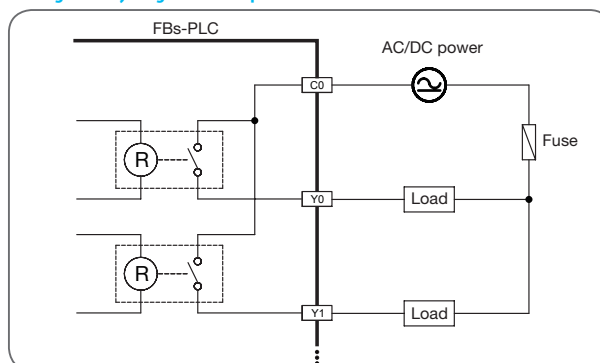 FBs-PLC
AC/DC power
C0
Fuse
R
Y0
Load
R
Y1
Load